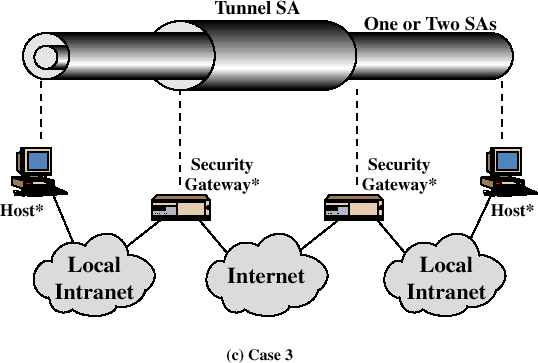 Tunnel SA
One or Two SAs
Security
Gateway*
Security
Gateway*
Host*
Host*
Local
Intranet
Internet
Local
Intranet
(c) Case 3